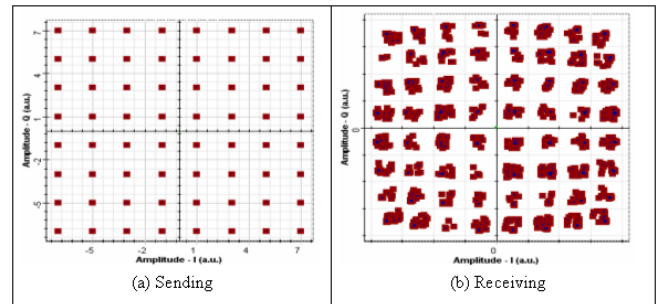 7
4
1
-2
-5
Amplitude - Q (a.u.)
-5
-2
1
4
7
Amplitude - I (a.u.)
(a) Sending
0
Amplitude - Q (a.u.)
0
Amplitude - I (a.u.)
(b) Receiving